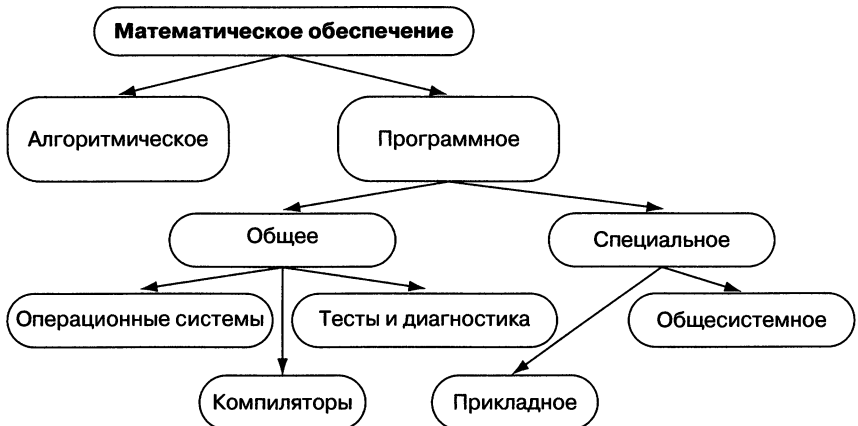 Математическое обеспечение
Алгоритмическое
Программное
Общее
Специальное
Операционные системы
Тесты и диагностика
Общесистемное
Компиляторы
Прикладное